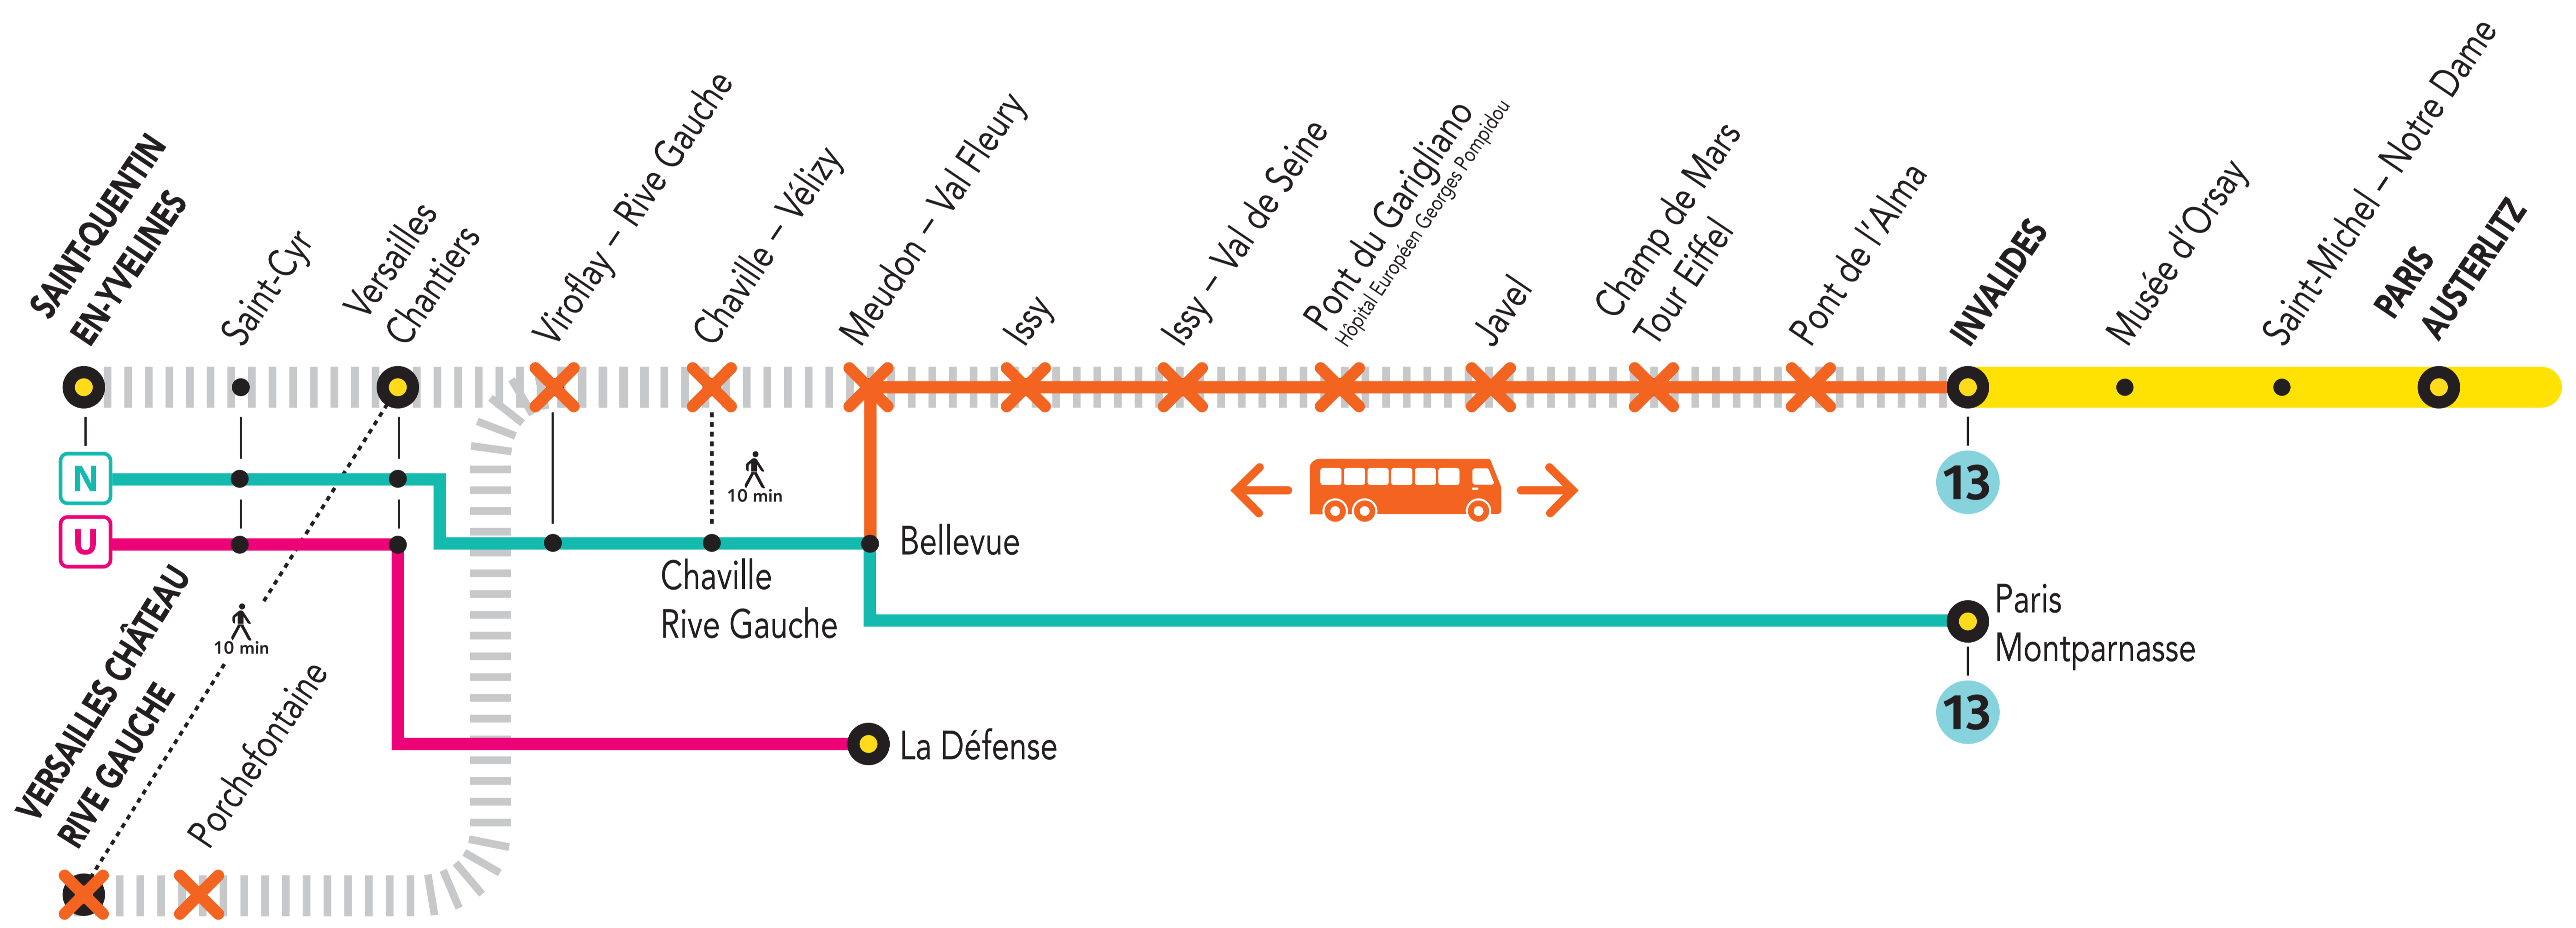 SAINT-QUENTIN
EN-YVELINES
Saint-Cyr
Versailles
Chantiers
Viroflay – Rive Gauche
Chaville – Vélizy
Meudon – Val Fleury
Issy
Issy – Val de Seine
Pont du Garigliano
Hôpital Européen Georges Pompidou
Javel
Champ de Mars
Tour Eiffel
Pont de l'Alma
INVALIDES
Musée d'Orsay
Saint-Michel – Notre Dame
PARIS
AUSTERLITZ
N
10 min
13
U
Bellevue
Chaville
Rive Gauche
Paris
Montparnasse
10 min
13
La Défense
VERSAILLES CHÂTEAU
RIVE GAUCHE
Porchefontaine